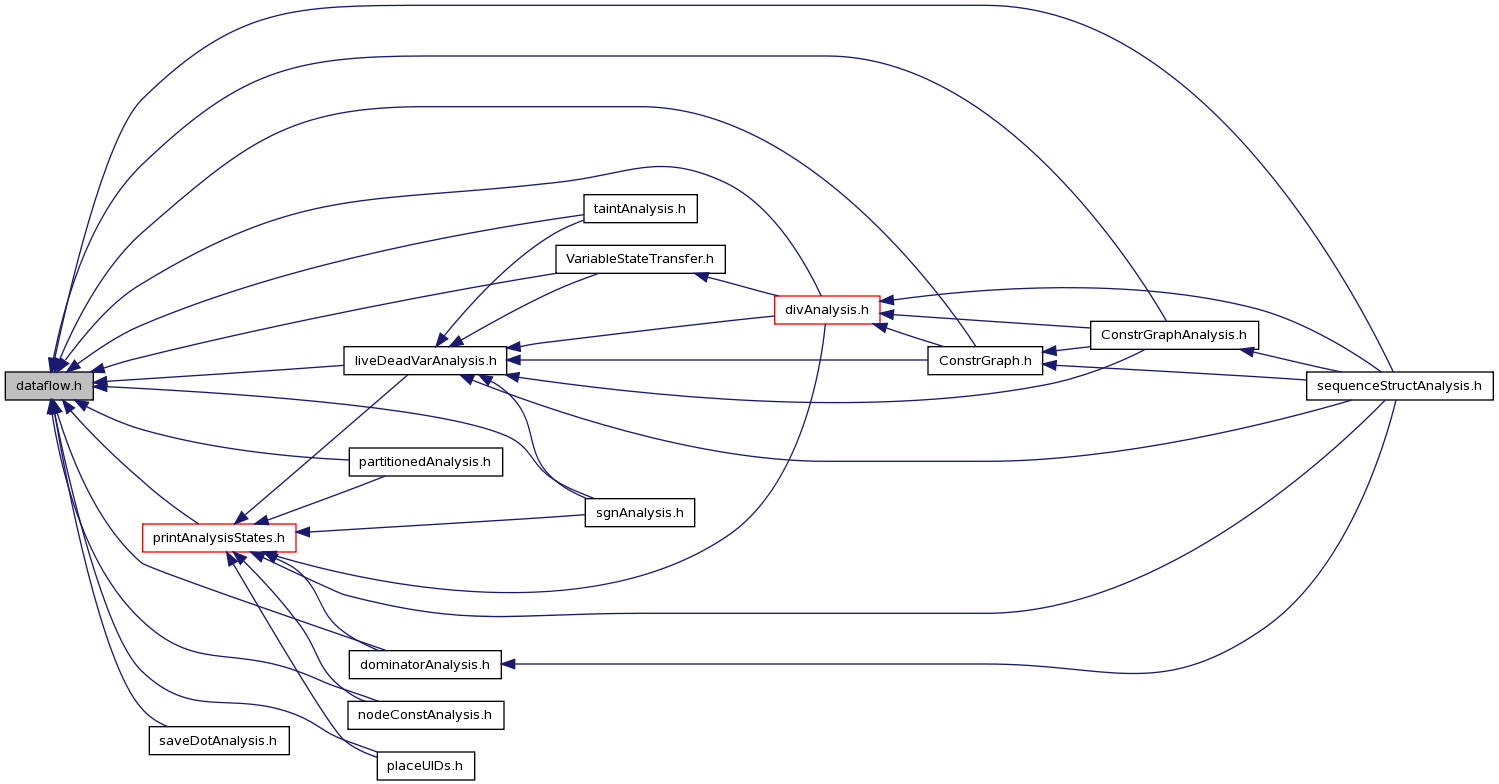 taintAnalysis.h
VariableStateTransfer.h
divAnalysis.h
ConstrGraphAnalysis.h
liveDeadVarAnalysis.h
ConstrGraph.h
dataflow.h
sequenceStructAnalysis.h
partitionedAnalysis.h
sgnAnalysis.h
printAnalysisStates.h
dominatorAnalysis.h
nodeConstAnalysis.h
saveDotAnalysis.h
placeUIDs.h